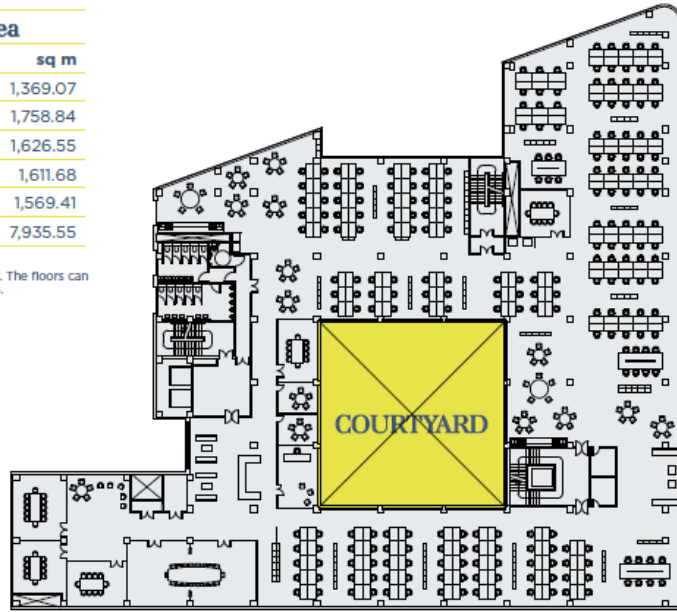 ea
sq m
1,369.07
1,758.84
1,626.55
1,611.68
1,569.41
7,935.55
. The floors can
COURTYARD